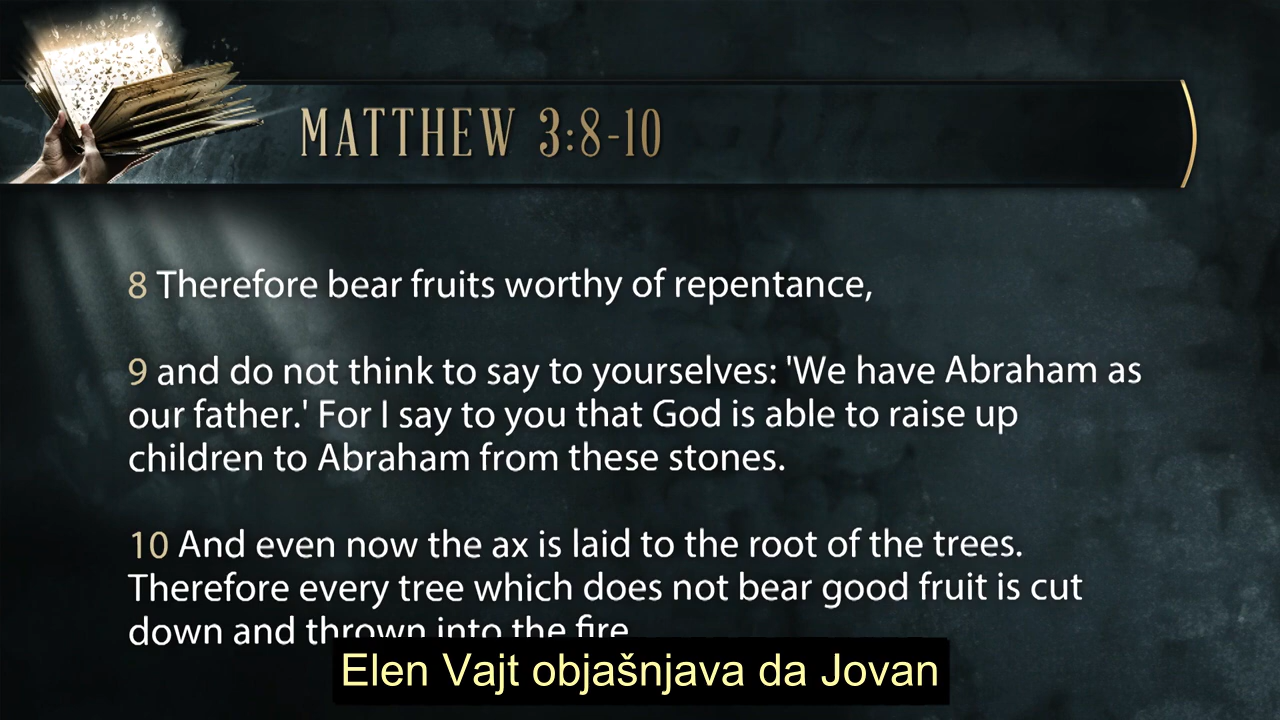 MATTHEW 3:8-10
8 Therefore bear fruits worthy of repentance,
9 and do not think to say to yourselves: 'We have Abraham as
our father.' For I say to you that God is able to raise up
children to Abraham from these stones.
10 And even now the ax is laid to the root of the trees.
Therefore every tree which does not bear good fruit is cut
down and thrown into the fire
Elen Vajt objašnjava da Jovan